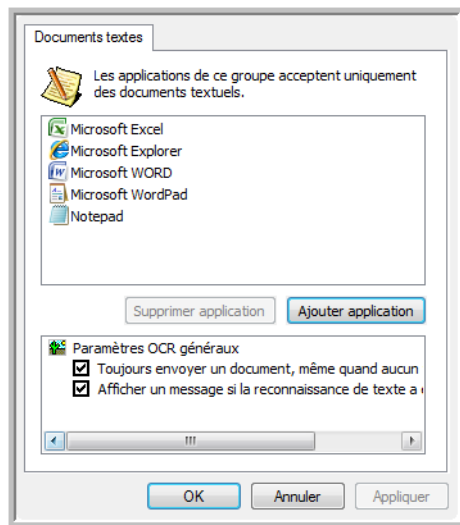 Documents textes
Les applications de ce groupe acceptent uniquement
des documents textuels.
Microsoft Excel
Microsoft Explorer
Microsoft WORD
Microsoft WordPad
Notepad
Supprimer application
Ajouter application
Paramètres OCR généraux
Toujours envoyer un document, même quand aucun
Afficher un message si la reconnaissance de texte a
OK
Annuler
Appliquer